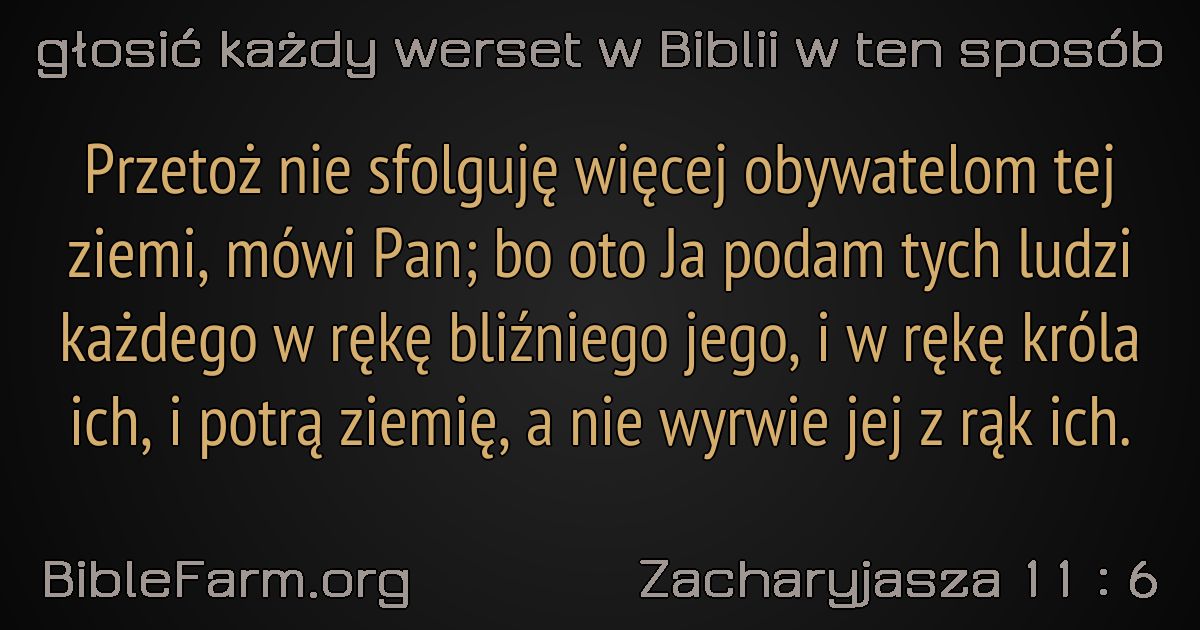 głosić każdy werset w Biblii w ten sposób
Przetoż nie sfolguję więcej obywatelom tej
ziemi, mówi Pan; bo oto Ja podam tych ludzi
każdego w rękę bliźniego jego, i w rękę króla
ich, i potrą ziemię, a nie wyrwie jej z rąk ich.
BibleFarm.org
Zacharyjasza 11 : 6